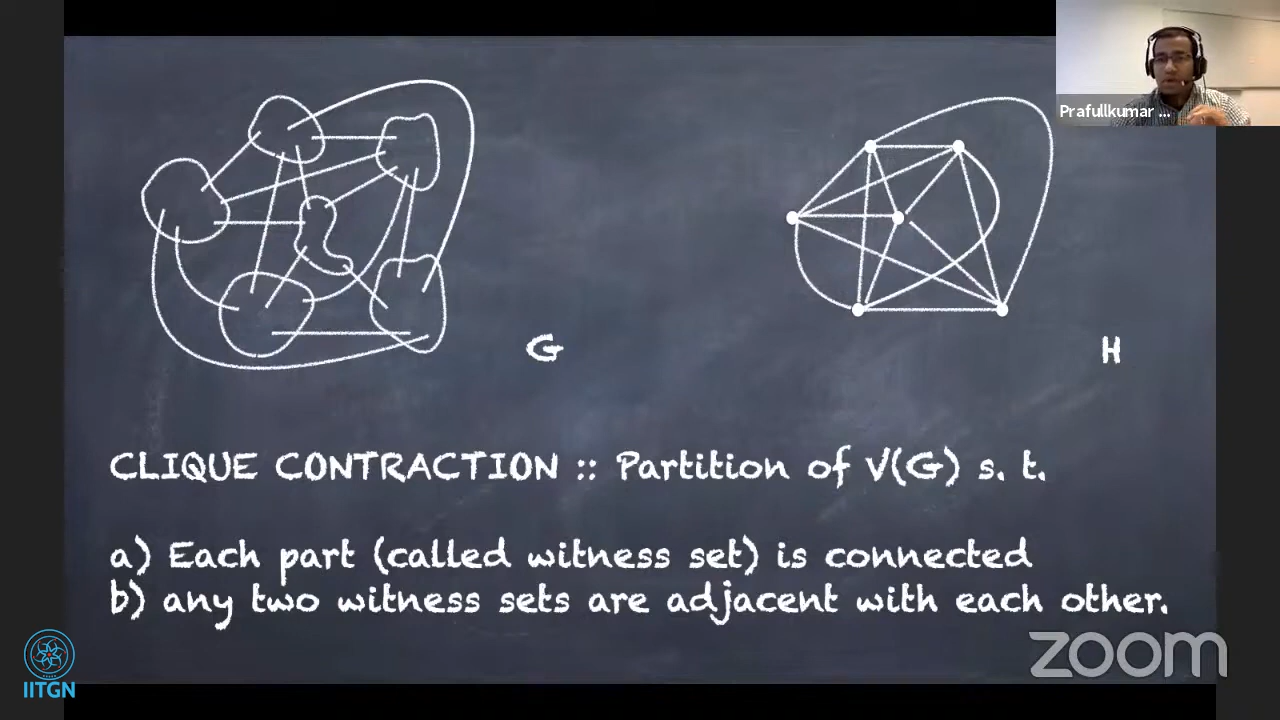 Prafullkumar ...
G
H
CLIQUE CONTRACTION :: Partition of V(G) s. t.
a) Each part (called witness set) is connected
b) any two witness sets are adjacent with each other.
zoom
IITGN